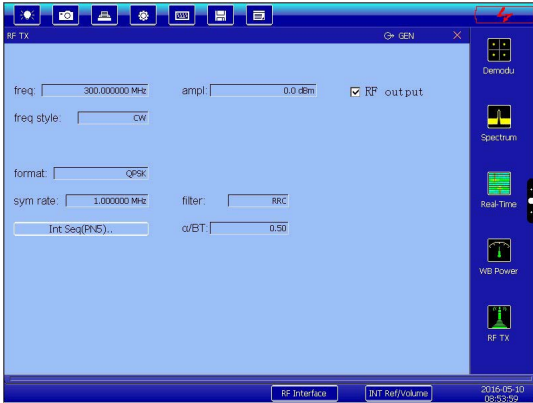 RF TX
GEN
freq: 300.000000 MHz
ampl: 0.0 dBm
RF output
freq style: CW
format: QPSK
sym rate: 1.000000 MHz
filter: RRC
Int Seq(PN5)..
α/BT: 0.50
Demodu
Spectrum
Real-Time
WB Power
RF TX
RF Interface
INT Ref/Volume
2016-05-10
08:53:59